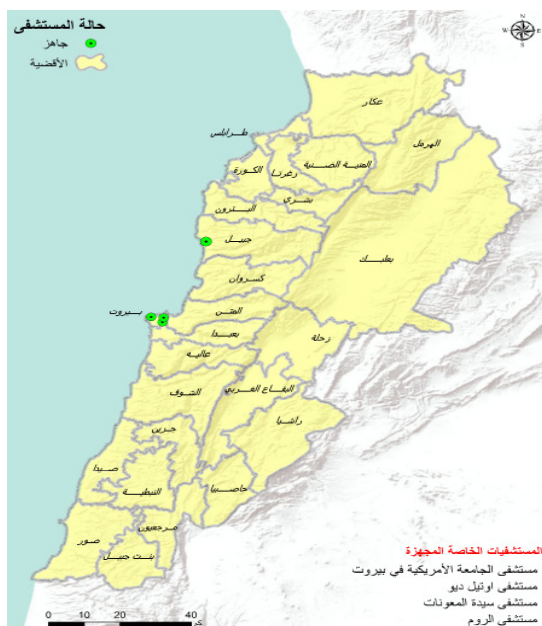 حالة المستشفى
جاهز
الأقضية
N
W E
S
عكار
طرابلس
الهرمل
المنية الضنية
زغرتا
الكورة
بشري
البترون
جبيل
بعلبك
كسروان
المتن
بيروت
بعبدا
زحلة
عاليه
الشوف
البقاع الغربي
راشيا
جزين
صيدا
حاصبيا
النبطية
مرجعيون
صور
بنت جبيل
المستشفيات الخاصة المجهزة
مستشفى الجامعة الأمريكية في بيروت
مستشفى اوتيل ديو
مستشفى سيدة المعونات
مستشفى الروم
0 10 20 40
كم